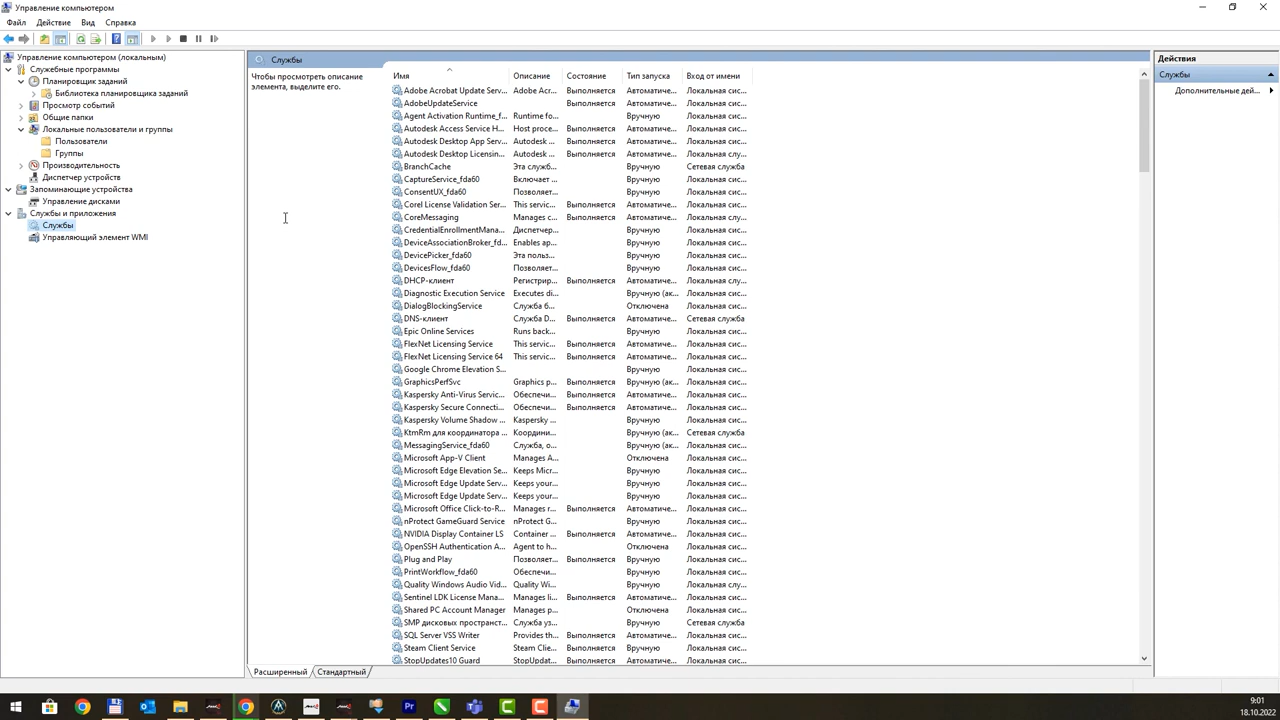 Управление компьютером
Файл Действие Вид Справка
Управление компьютером (локальным)
Служебные программы
Планировщик заданий
Библиотека планировщика заданий
Просмотр событий
Общие папки
Локальные пользователи и группы
Пользователи
Группы
Производительность
Диспетчер устройств
Запоминающие устройства
Управление дисками
Службы и приложения
Службы
Управляющий элемент WMI
Службы
Чтобы просмотреть описание
элемента, выделите его.
Имя Описание Состояние Тип запуска Вход от имени
Adobe Acrobat Update Serv... Adobe Acr... Выполняется Автоматиче... Локальная сис...
AdobeUpdateService Выполняется Автоматиче... Локальная сис...
Agent Activation Runtime_f... Runtime fo... Вручную Локальная сис...
Autodesk Access Service H... Host proce... Выполняется Автоматиче... Локальная сис...
Autodesk Desktop App Serv... Autodesk ... Выполняется Автоматиче... Локальная сис...
Autodesk Desktop Licensin... Autodesk ... Выполняется Автоматиче... Локальная слу...
BranchCache Эта служб... Вручную Сетевая служба
CaptureService_fda60 Включает ... Вручную Локальная сис...
ConsentUX_fda60 Позволяет... Вручную Локальная сис...
Corel License Validation Ser... This servic... Выполняется Автоматиче... Локальная сис...
CoreMessaging Manages c... Выполняется Автоматиче... Локальная слу...
CredentialEnrollmentMana... Диспетчер... Вручную Локальная сис...
DeviceAssociationBroker_fd... Enables ap... Вручную Локальная сис...
DevicePicker_fda60 Эта польз... Вручную Локальная сис...
DevicesFlow_fda60 Позволяет... Вручную Локальная сис...
DHCP-клиент Регистрир... Выполняется Автоматиче... Локальная слу...
Diagnostic Execution Service Executes di... Вручную (ак... Локальная сис...
DialogBlockingService Служба б... Отключена Локальная сис...
DNS-клиент Служба D... Выполняется Автоматиче... Сетевая служба
Epic Online Services Runs back... Вручную Локальная сис...
FlexNet Licensing Service This servic... Выполняется Автоматиче... Локальная сис...
FlexNet Licensing Service 64 This servic... Выполняется Автоматиче... Локальная сис...
Google Chrome Elevation S... Вручную Локальная сис...
GraphicsPerfSvc Graphics p... Выполняется Вручную (ак... Локальная сис...
Kaspersky Anti-Virus Servic... Обеспечи... Выполняется Автоматиче... Локальная сис...
Kaspersky Secure Connecti... Обеспечи... Выполняется Автоматиче... Локальная сис...
Kaspersky Volume Shadow ... Kaspersky ... Вручную Локальная сис...
KtmRm для координатора ... Координи... Вручную (ак... Сетевая служба
MessagingService_fda60 Служба, о... Вручную (ак... Локальная сис...
Microsoft App-V Client Manages A... Отключена Локальная сис...
Microsoft Edge Elevation Se... Keeps Micr... Вручную Локальная сис...
Microsoft Edge Update Serv... Keeps your... Вручную Локальная сис...
Microsoft Edge Update Serv... Keeps your... Вручную Локальная сис...
Microsoft Office Click-to-R... Manages r... Выполняется Автоматиче... Локальная сис...
nProtect GameGuard Service nProtect G... Вручную Локальная сис...
NVIDIA Display Container LS Container ... Выполняется Автоматиче... Локальная сис...
OpenSSH Authentication A... Agent to h... Отключена Локальная сис...
Plug and Play Позволяет... Выполняется Вручную Локальная сис...
PrintWorkflow_fda60 Обеспечи... Вручную Локальная сис...
Quality Windows Audio Vid... Quality Wi... Вручную Локальная слу...
Sentinel LDK License Mana... Manages li... Выполняется Автоматиче... Локальная сис...
Shared PC Account Manager Manages p... Отключена Локальная сис...
SMP дисковых пространст... Служба уз... Вручную Сетевая служба
SQL Server VSS Writer Provides th... Выполняется Автоматиче... Локальная сис...
Steam Client Service Steam Clie... Выполняется Вручную Локальная сис...
StopUpdates10 Guard StopUpdat... Выполняется Автоматиче... Локальная сис...
Расширенный Стандартный
Действия
Службы
Дополнительные дей...
9:01
18.10.2022